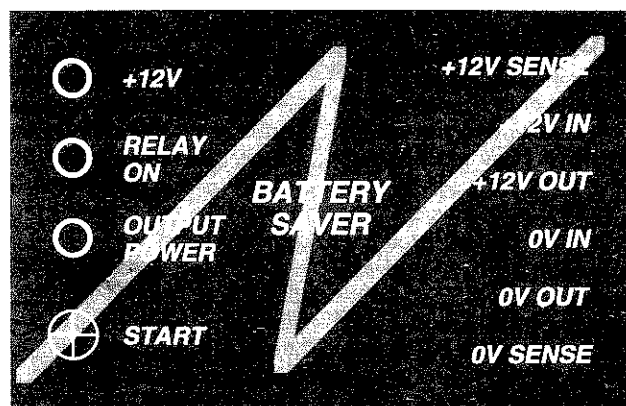 +12V
RELAY
ON
OUTPUT
POWER
START
BATTERY
SAVER
+12V SENSE
+12V IN
+12V OUT
0V IN
0V OUT
0V SENSE